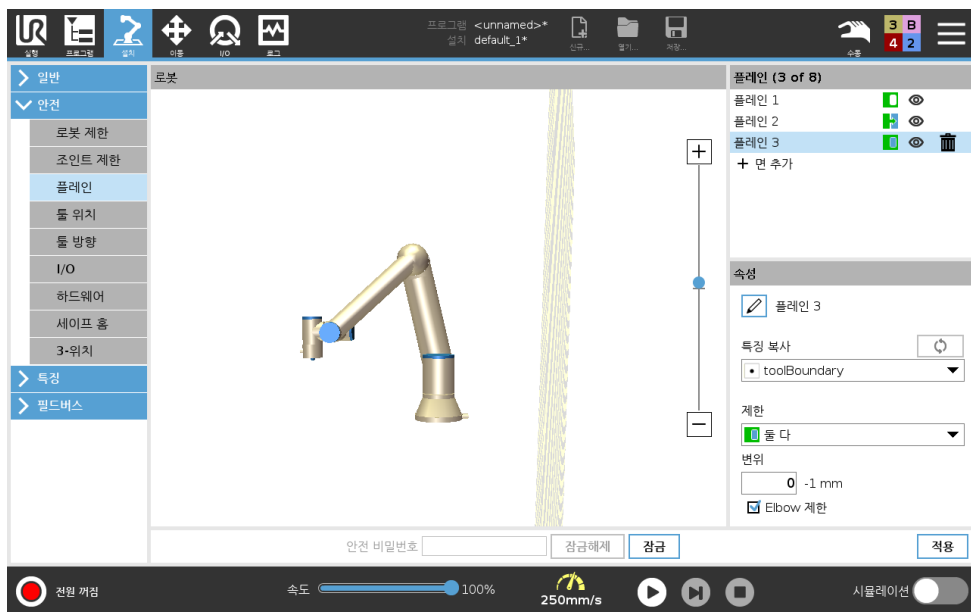 프로그램 <unnamed>*
설치 default_1*
실행 프로그램 설치 이동 I/O 로그 신규... 열기... 저장... 수동
3 B
4 2
일반
안전
로봇 제한
조인트 제한
플레인
툴 위치
툴 방향
I/O
하드웨어
세이프 홈
3-위치
특징
필드버스
로봇
+
−
플레인 (3 of 8)
플레인 1
플레인 2
플레인 3
+ 면 추가
속성
플레인 3
특징 복사
toolBoundary
제한
둘 다
변위
0 -1 mm
Elbow 제한
안전 비밀번호 잠금해제 잠금 적용
전원 꺼짐 속도 100% 250mm/s 시뮬레이션